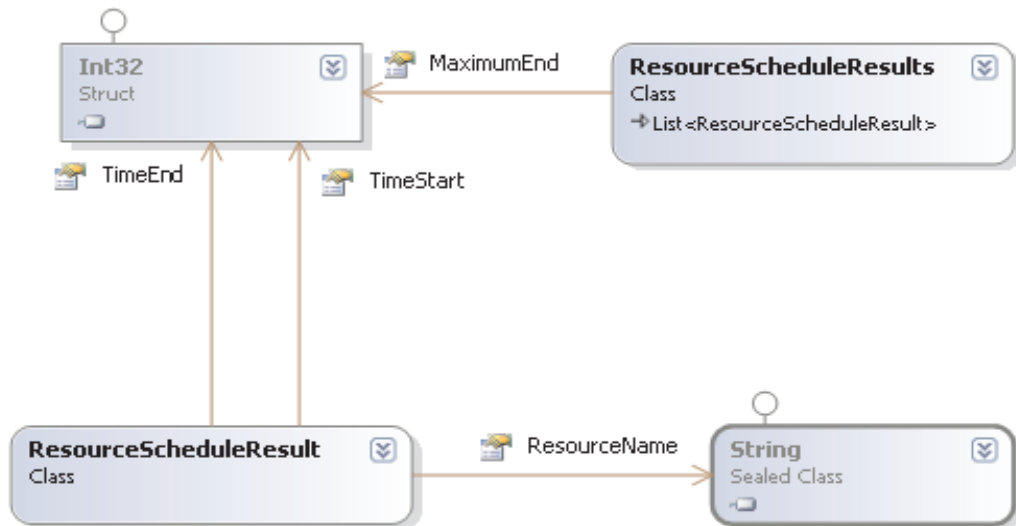 Int32
Struct
MaximumEnd
ResourceScheduleResults
Class
List<ResourceScheduleResult>
TimeEnd
TimeStart
ResourceScheduleResult
Class
ResourceName
String
Sealed Class